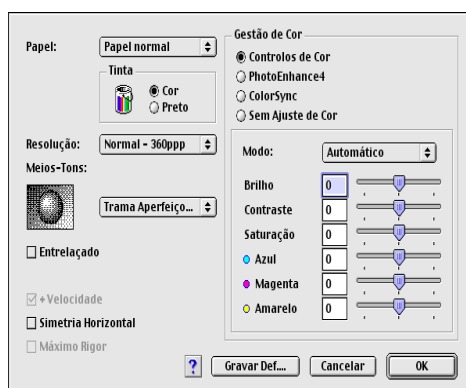 Papel:
Papel normal
Tinta
Cor
Preto
Resolução:
Normal - 360ppp
Meios-Tons:
Trama Aperfeiço...
Entrelaçado
+Velocidade
Simetria Horizontal
Máximo Rigor
Gestão de Cor
Controlos de Cor
PhotoEnhance4
ColorSync
Sem Ajuste de Cor
Modo:
Automático
Brilho
0
Contraste
0
Saturação
0
Azul
0
Magenta
0
Amarelo
0
?
Gravar Def....
Cancelar
OK